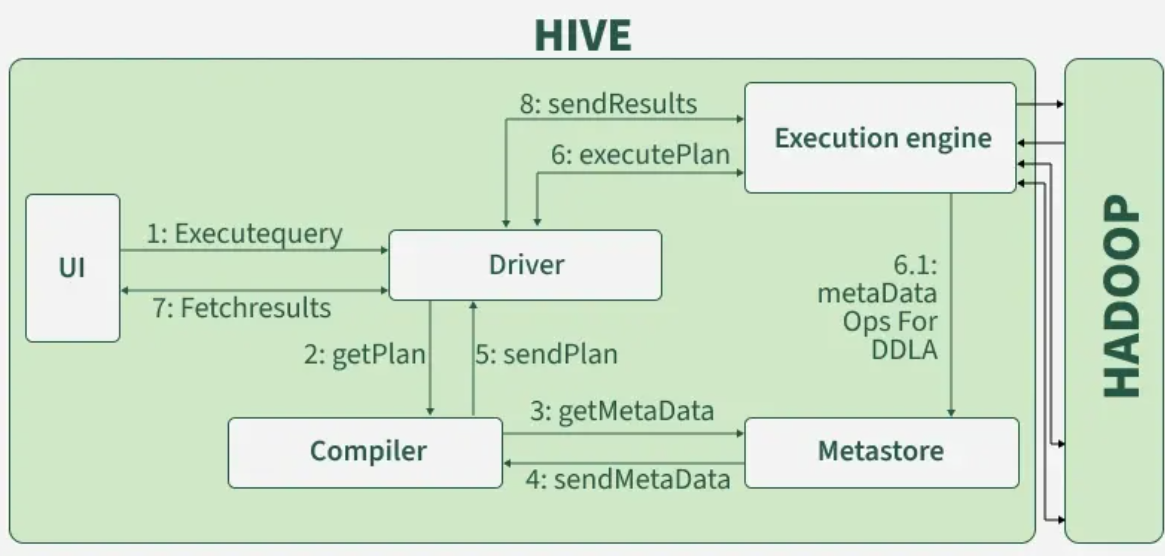 HIVE
8: sendResults
Execution engine
6: executePlan
1: Executequery
UI
Driver
7: Fetchresults
6.1:
metaData
Ops For
DDLA
HADOOP
2: getPlan
5: sendPlan
3: getMetaData
Compiler
Metastore
4: sendMetaData